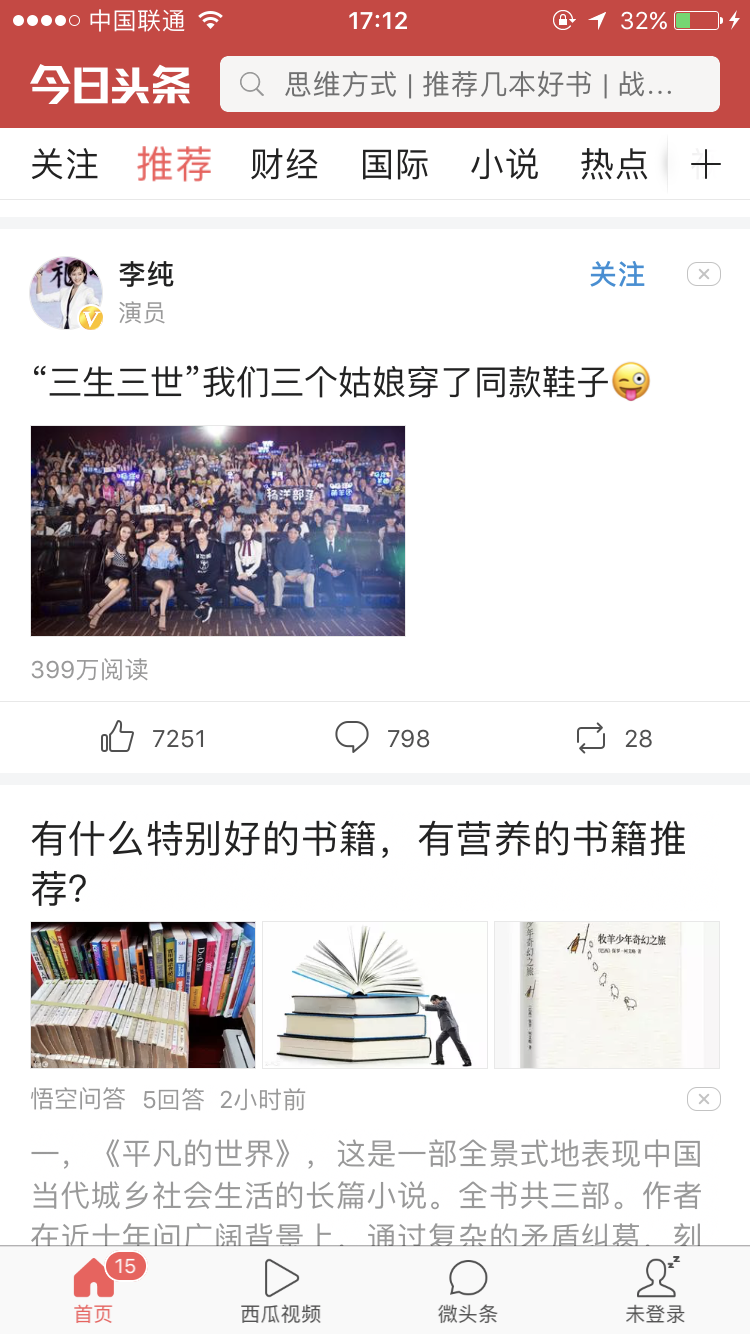 中国联通 17:12 32%
今日头条 思维方式 | 推荐几本好书 | 战...
关注 推荐 财经 国际 小说 热点
李纯 关注
演员
“三生三世”我们三个姑娘穿了同款鞋子😜
杨洋部落
399万阅读
7251 798 28
有什么特别好的书籍，有营养的书籍推
荐?
牧羊少年奇幻之旅
悟空问答 5回答 2小时前
一，《平凡的世界》，这是一部全景式地表现中国
当代城乡社会生活的长篇小说。全书共三部。作者
在近十年间广阔背景上，通过复杂的矛盾纠葛，刻
15
首页 西瓜视频 微头条 未登录